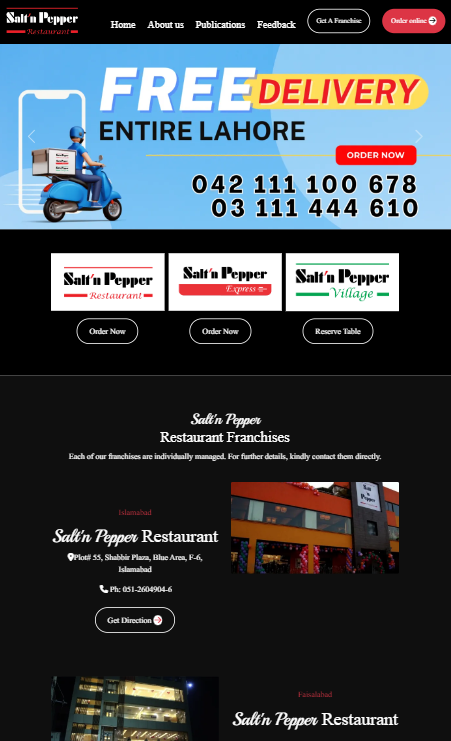 Salt'n Pepper
Restaurant
Home About us Publications Feedback Get A Franchise Order online
FREE DELIVERY
ENTIRE LAHORE
ORDER NOW
042 111 100 678
03 111 444 610
Salt'n Pepper
Restaurant
Salt'n Pepper
Express
Salt'n Pepper
Village
Order Now Order Now Reserve Table
Salt'n Pepper
Restaurant Franchises
Each of our franchises are individually managed. For further details, kindly contact them directly.
Islamabad
Salt'n Pepper Restaurant
Plot# 55, Shabbir Plaza, Blue Area, F-6,
Islamabad
Ph: 051-2604904-6
Get Direction
Salt'n
Pepper
Faisalabad
Salt'n Pepper Restaurant